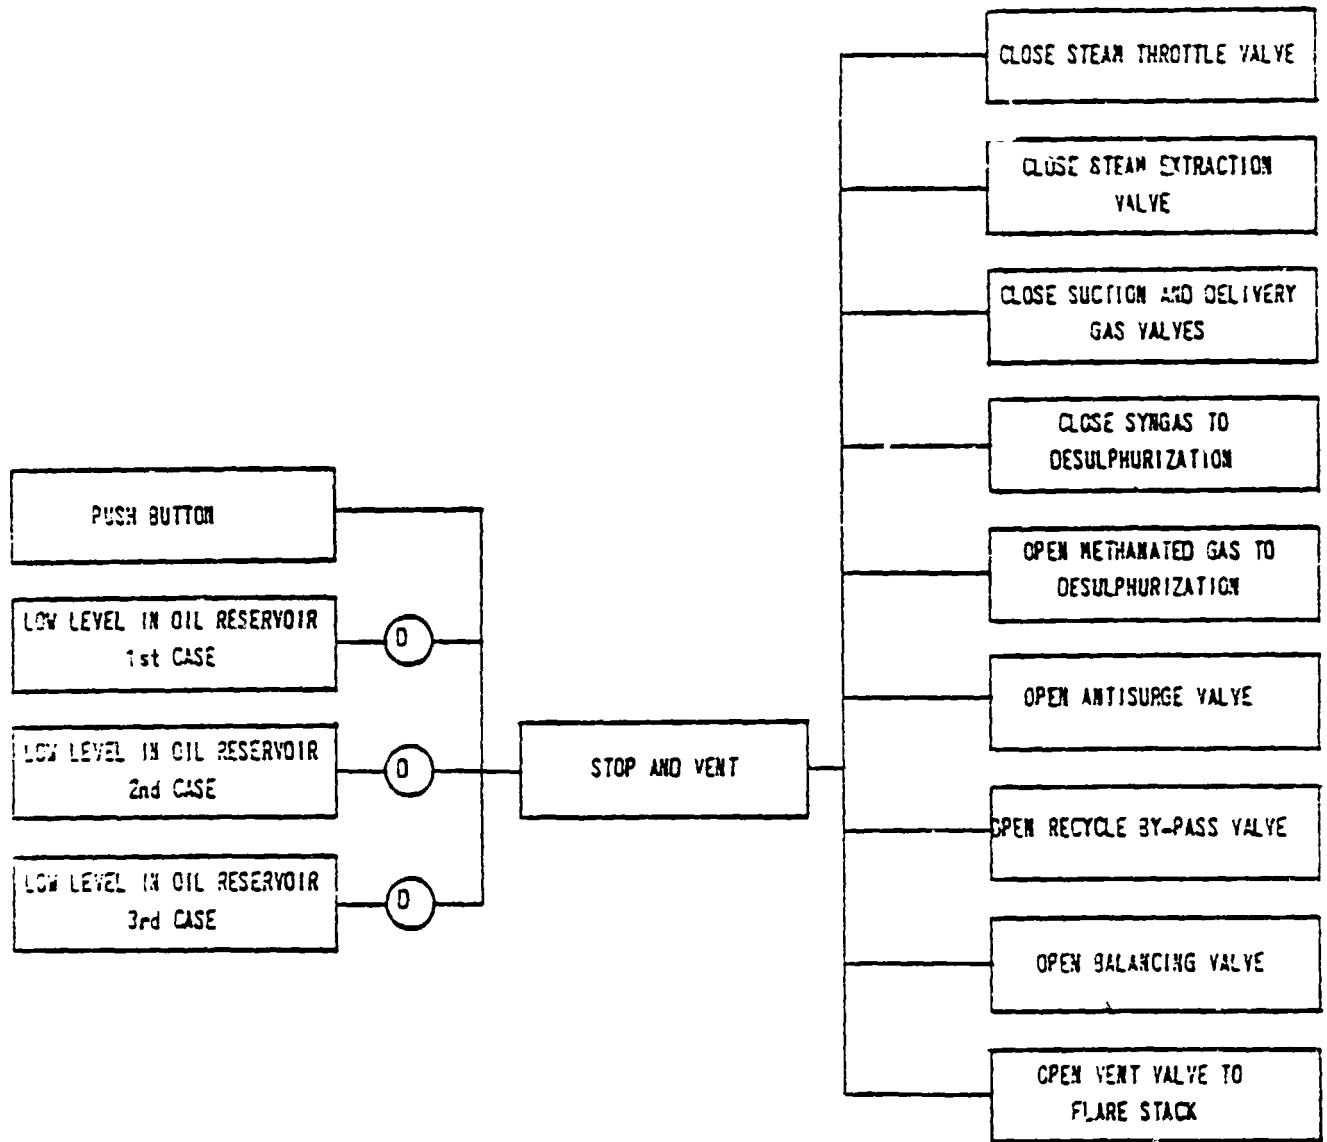 PUSH BUTTON
LOW LEVEL IN OIL RESERVOIR
1st CASE
D
LOW LEVEL IN OIL RESERVOIR
2nd CASE
D
LOW LEVEL IN OIL RESERVOIR
3rd CASE
D
STOP AND VENT
CLOSE STEAM THROTTLE VALVE
CLOSE STEAM EXTRACTION
VALVE
CLOSE SUCTION AND DELIVERY
GAS VALVES
CLOSE SYNGAS TO
DESULPHURIZATION
OPEN METHANATED GAS TO
DESULPHURIZATION
OPEN ANTISURGE VALVE
OPEN RECYCLE BY-PASS VALVE
OPEN BALANCING VALVE
OPEN VENT VALVE TO
FLARE STACK